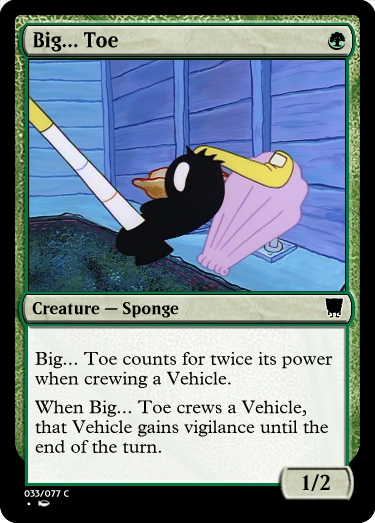 Big... Toe
Creature — Sponge
Big... Toe counts for twice its power
when crewing a Vehicle.
When Big... Toe crews a Vehicle,
that Vehicle gains vigilance until the
end of the turn.
1/2
033/077 C